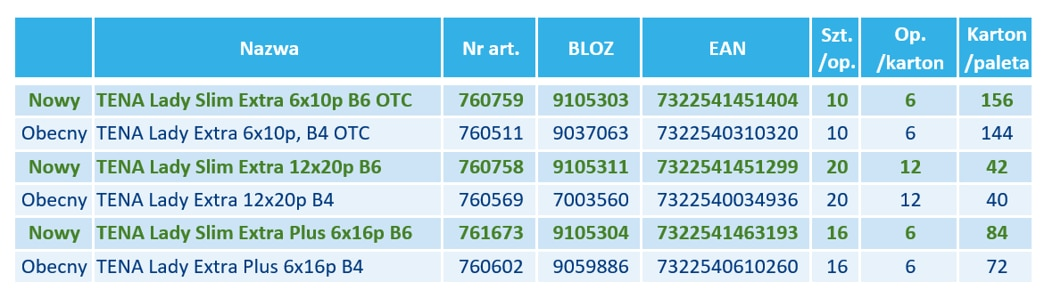 Nazwa Nr art. BLOZ EAN Szt. /op. Op. /karton Karton /paleta
Nowy TENA Lady Slim Extra 6x10p B6 OTC 760759 9105303 7322541451404 10 6 156
Obecny TENA Lady Extra 6x10p, B4 OTC 760511 9037063 7322540310320 10 6 144
Nowy TENA Lady Slim Extra 12x20p B6 760758 9105311 7322541451299 20 12 42
Obecny TENA Lady Extra 12x20p B4 760569 7003560 7322540034936 20 12 40
Nowy TENA Lady Slim Extra Plus 6x16p B6 761673 9105304 7322541463193 16 6 84
Obecny TENA Lady Extra Plus 6x16p B4 760602 9059886 7322540610260 16 6 72